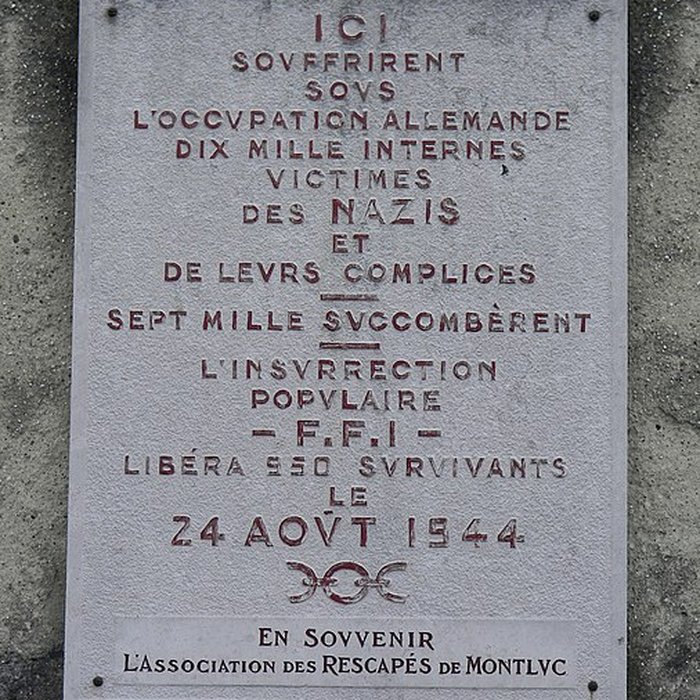 ICI
SOVFFRIRENT
SOVS
L'OCCVPATION ALLEMANDE
DIX MILLE INTERNES
VICTIMES
DES NAZIS
ET
DE LEVRS COMPLICES
SEPT MILLE SVCCOMBÈRENT
L'INSVRRECTION
POPVLAIRE
- F.F.I -
LIBÉRA 950 SVRVIVANTS
LE
24 AOVT 1944
EN SOVVENIR
L'ASSOCIATION DES RESCAPÉS DE MONTLVC